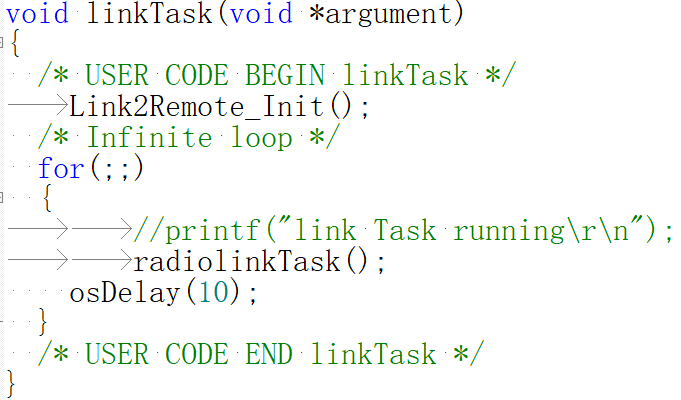 void linkTask(void *argument)
{
/* USER CODE BEGIN linkTask */
Link2Remote_Init();
/* Infinite loop */
for(;;)
{
//printf("link Task running\r\n");
radiolinkTask();
osDelay(10);
}
/* USER CODE END linkTask */
}